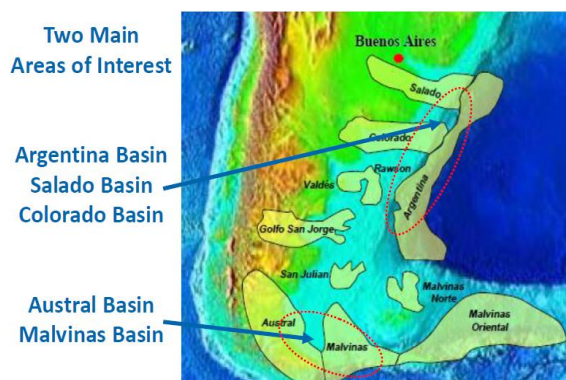 Two Main
Areas of Interest
Argentina Basin
Salado Basin
Colorado Basin
Austral Basin
Malvinas Basin
Buenos Aires
Salado
Colorado
Rawson
Valdés
Argentina
Golfo San Jorge
San Julian
Malvinas
Norte
Malvinas
Oriental
Austral
Malvinas